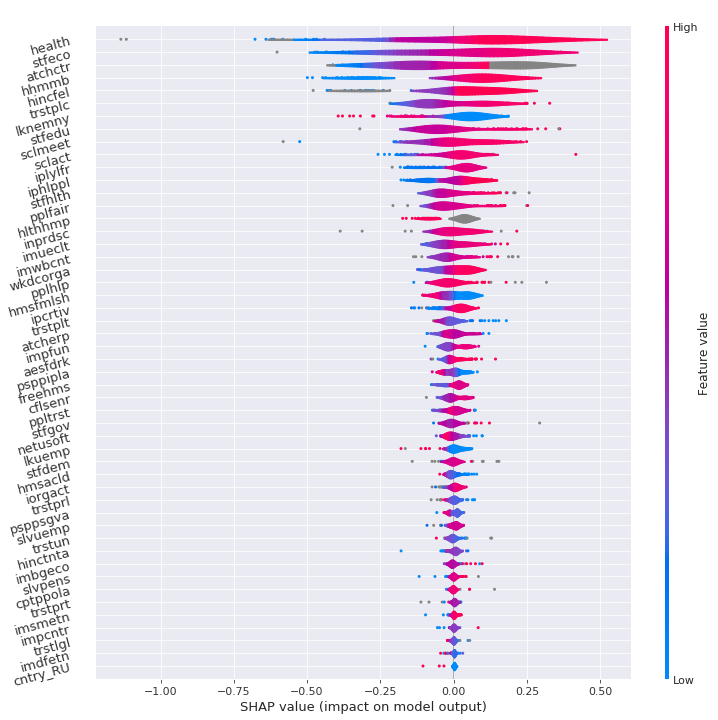 High
health
stfeco
atchctr
hhmmb
hincfel
trstplc
lknemny
stfedu
sclmeet
sclact
iplylfr
iphlppl
stfhlth
pplfair
hlthhmp
inprdsc
imueclt
imwbcnt
wkdcorga
pplhlp
hmsfmlsh
ipcrtiv
trstplt
atcherp
impfun
aesfdrk
psppipla
freehms
cflsenr
ppltrst
stfgov
netusoft
lkuemp
stfdem
hmsacld
iorgact
trstprl
psppsgva
slvuemp
trstun
hinctnta
imbgeco
slvpens
cptppola
trstprt
imsmetn
impcntr
trstlgl
imdfetn
cntry_RU
Feature value
Low
−1.00 −0.75 −0.50 −0.25 0.00 0.25 0.50
SHAP value (impact on model output)